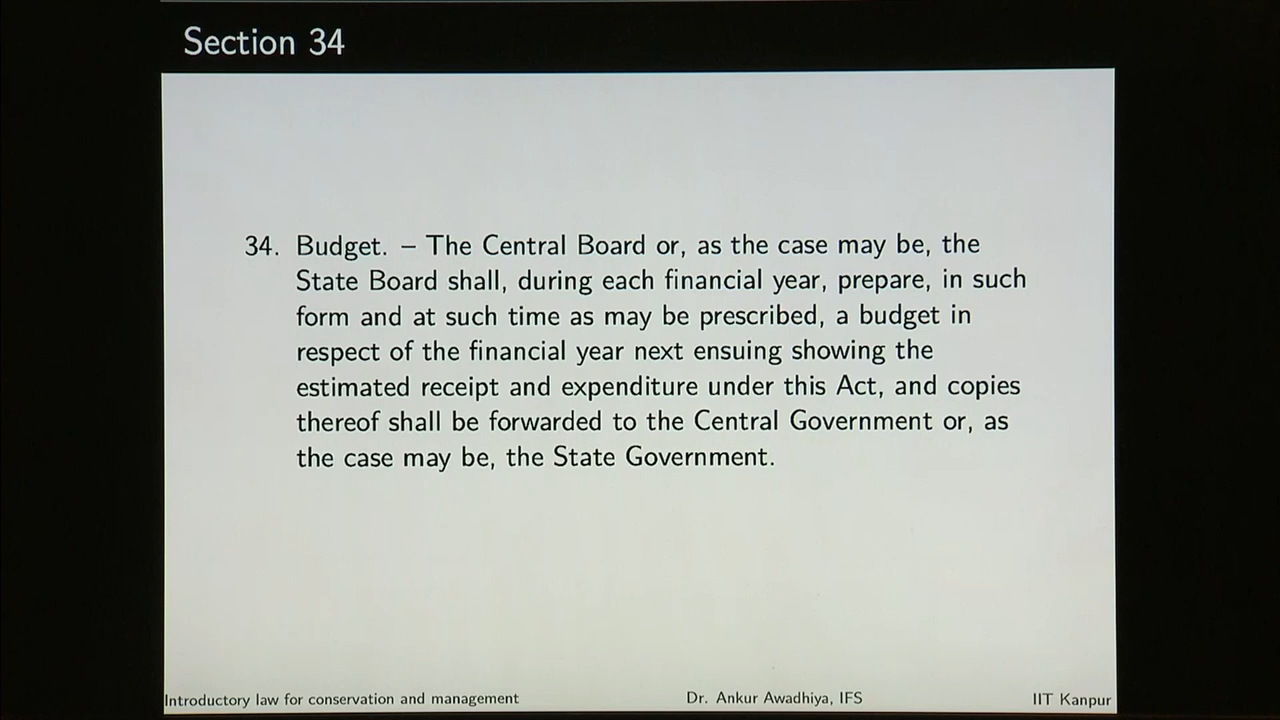 Section 34
34. Budget. – The Central Board or, as the case may be, the
State Board shall, during each financial year, prepare, in such
form and at such time as may be prescribed, a budget in
respect of the financial year next ensuing showing the
estimated receipt and expenditure under this Act, and copies
thereof shall be forwarded to the Central Government or, as
the case may be, the State Government.
Introductory law for conservation and management Dr. Ankur Awadhiya, IFS IIT Kanpur